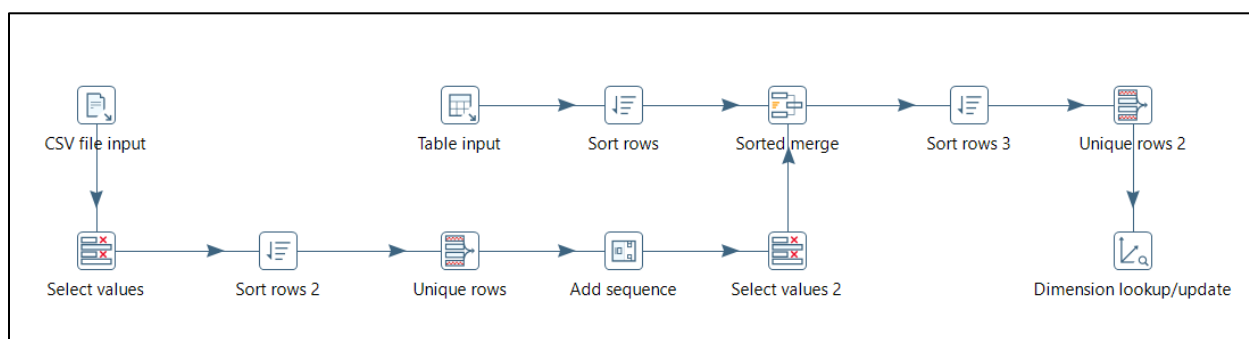 CSV file input
Table input
Sort rows
Sorted merge
Sort rows 3
Unique rows 2
Select values
Sort rows 2
Unique rows
Add sequence
Select values 2
Dimension lookup/update